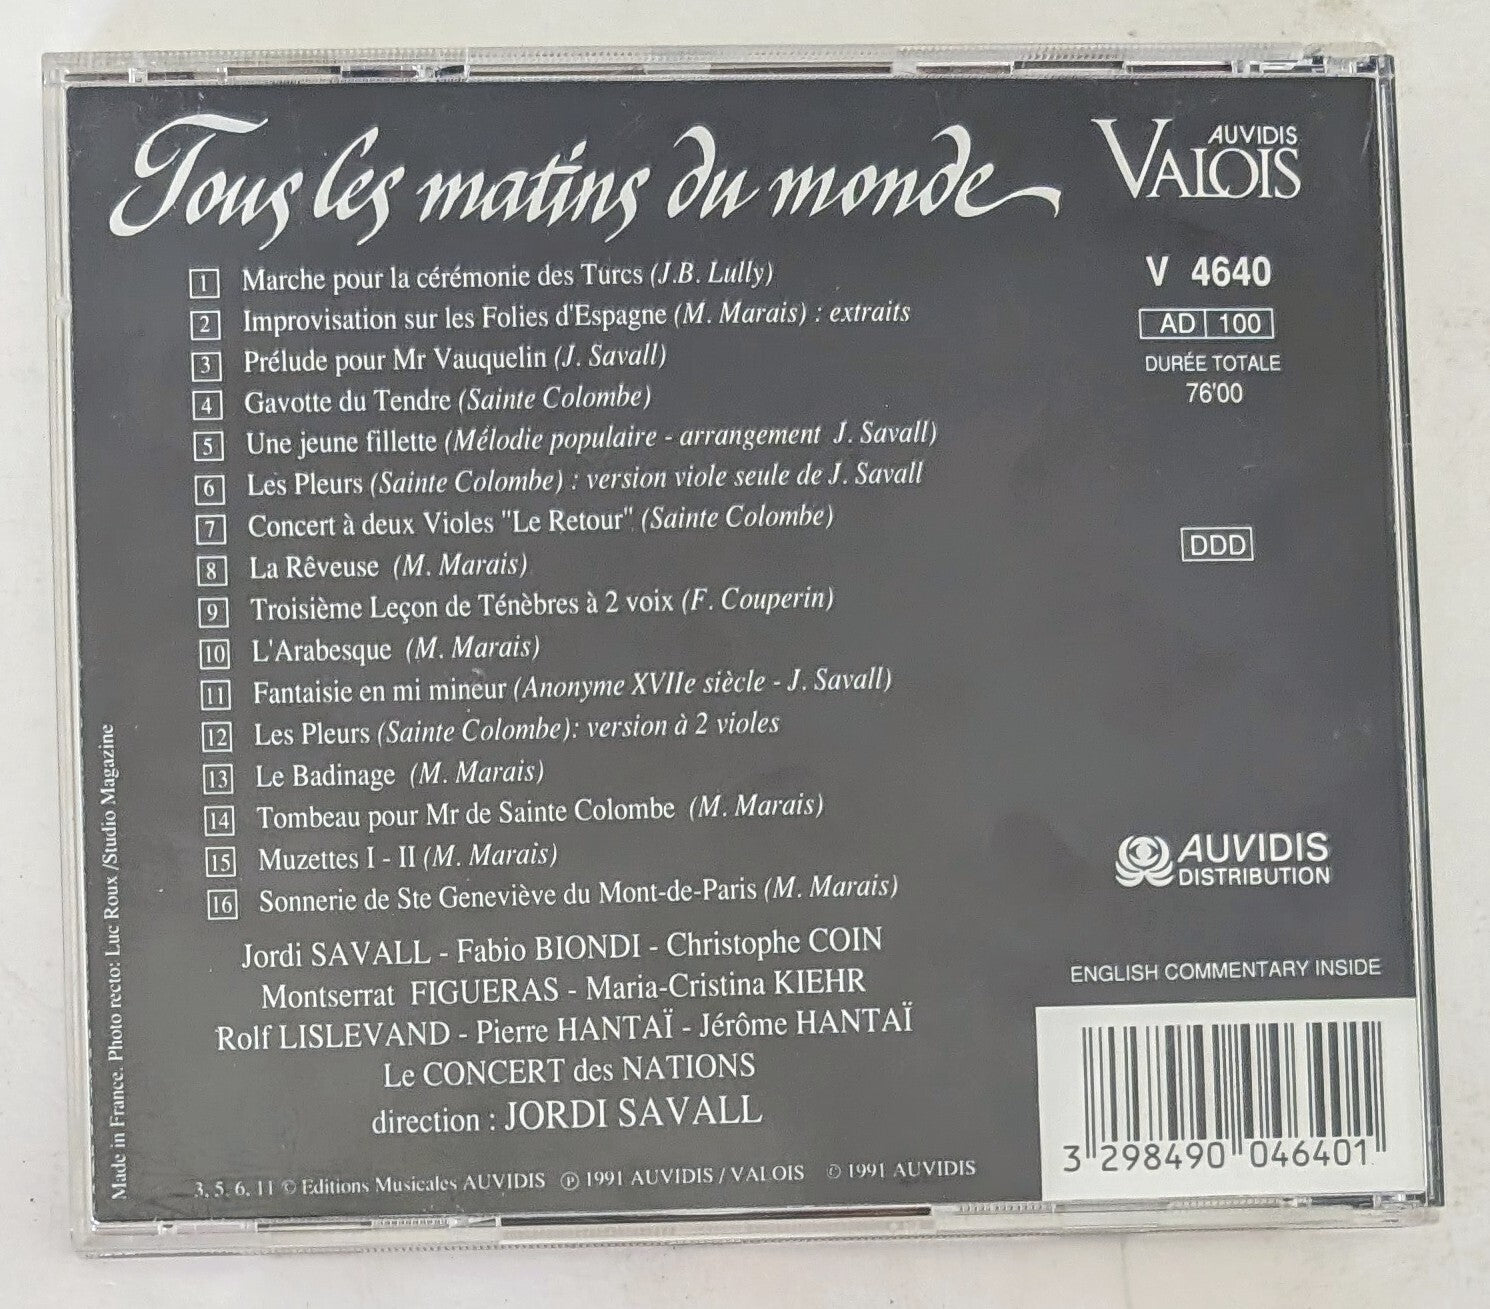 Tous les matins du monde
AUVIDIS
VALOIS
1 Marche pour la cérémonie des Turcs (J.B. Lully)
2 Improvisation sur les Folies d'Espagne (M. Marais) : extraits
3 Prélude pour Mr Vauquelin (J. Savall)
4 Gavotte du Tendre (Sainte Colombe)
5 Une jeune fillette (Mélodie populaire - arrangement J. Savall)
6 Les Pleurs (Sainte Colombe) : version viole seule de J. Savall
7 Concert à deux Violes "Le Retour" (Sainte Colombe)
8 La Rêveuse (M. Marais)
9 Troisième Leçon de Ténèbres à 2 voix (F. Couperin)
10 L'Arabesque (M. Marais)
11 Fantaisie en mi mineur (Anonyme XVIIe siècle - J. Savall)
12 Les Pleurs (Sainte Colombe): version à 2 violes
13 Le Badinage (M. Marais)
14 Tombeau pour Mr de Sainte Colombe (M. Marais)
15 Muzettes I - II (M. Marais)
16 Sonnerie de Ste Geneviève du Mont-de-Paris (M. Marais)
Jordi SAVALL - Fabio BIONDI - Christophe COIN
Montserrat FIGUERAS - Maria-Cristina KIEHR
Rolf LISLEVAND - Pierre HANTAÏ - Jérôme HANTAÏ
Le CONCERT des NATIONS
direction : JORDI SAVALL
3, 5, 6, 11 © Editions Musicales AUVIDIS ℗ 1991 AUVIDIS / VALOIS © 1991 AUVIDIS
V 4640
AD 100
DURÉE TOTALE
76'00
DDD
AUVIDIS
DISTRIBUTION
ENGLISH COMMENTARY INSIDE
3 298490 046401
Made in France. Photo recto: Luc Roux /Studio Magazine